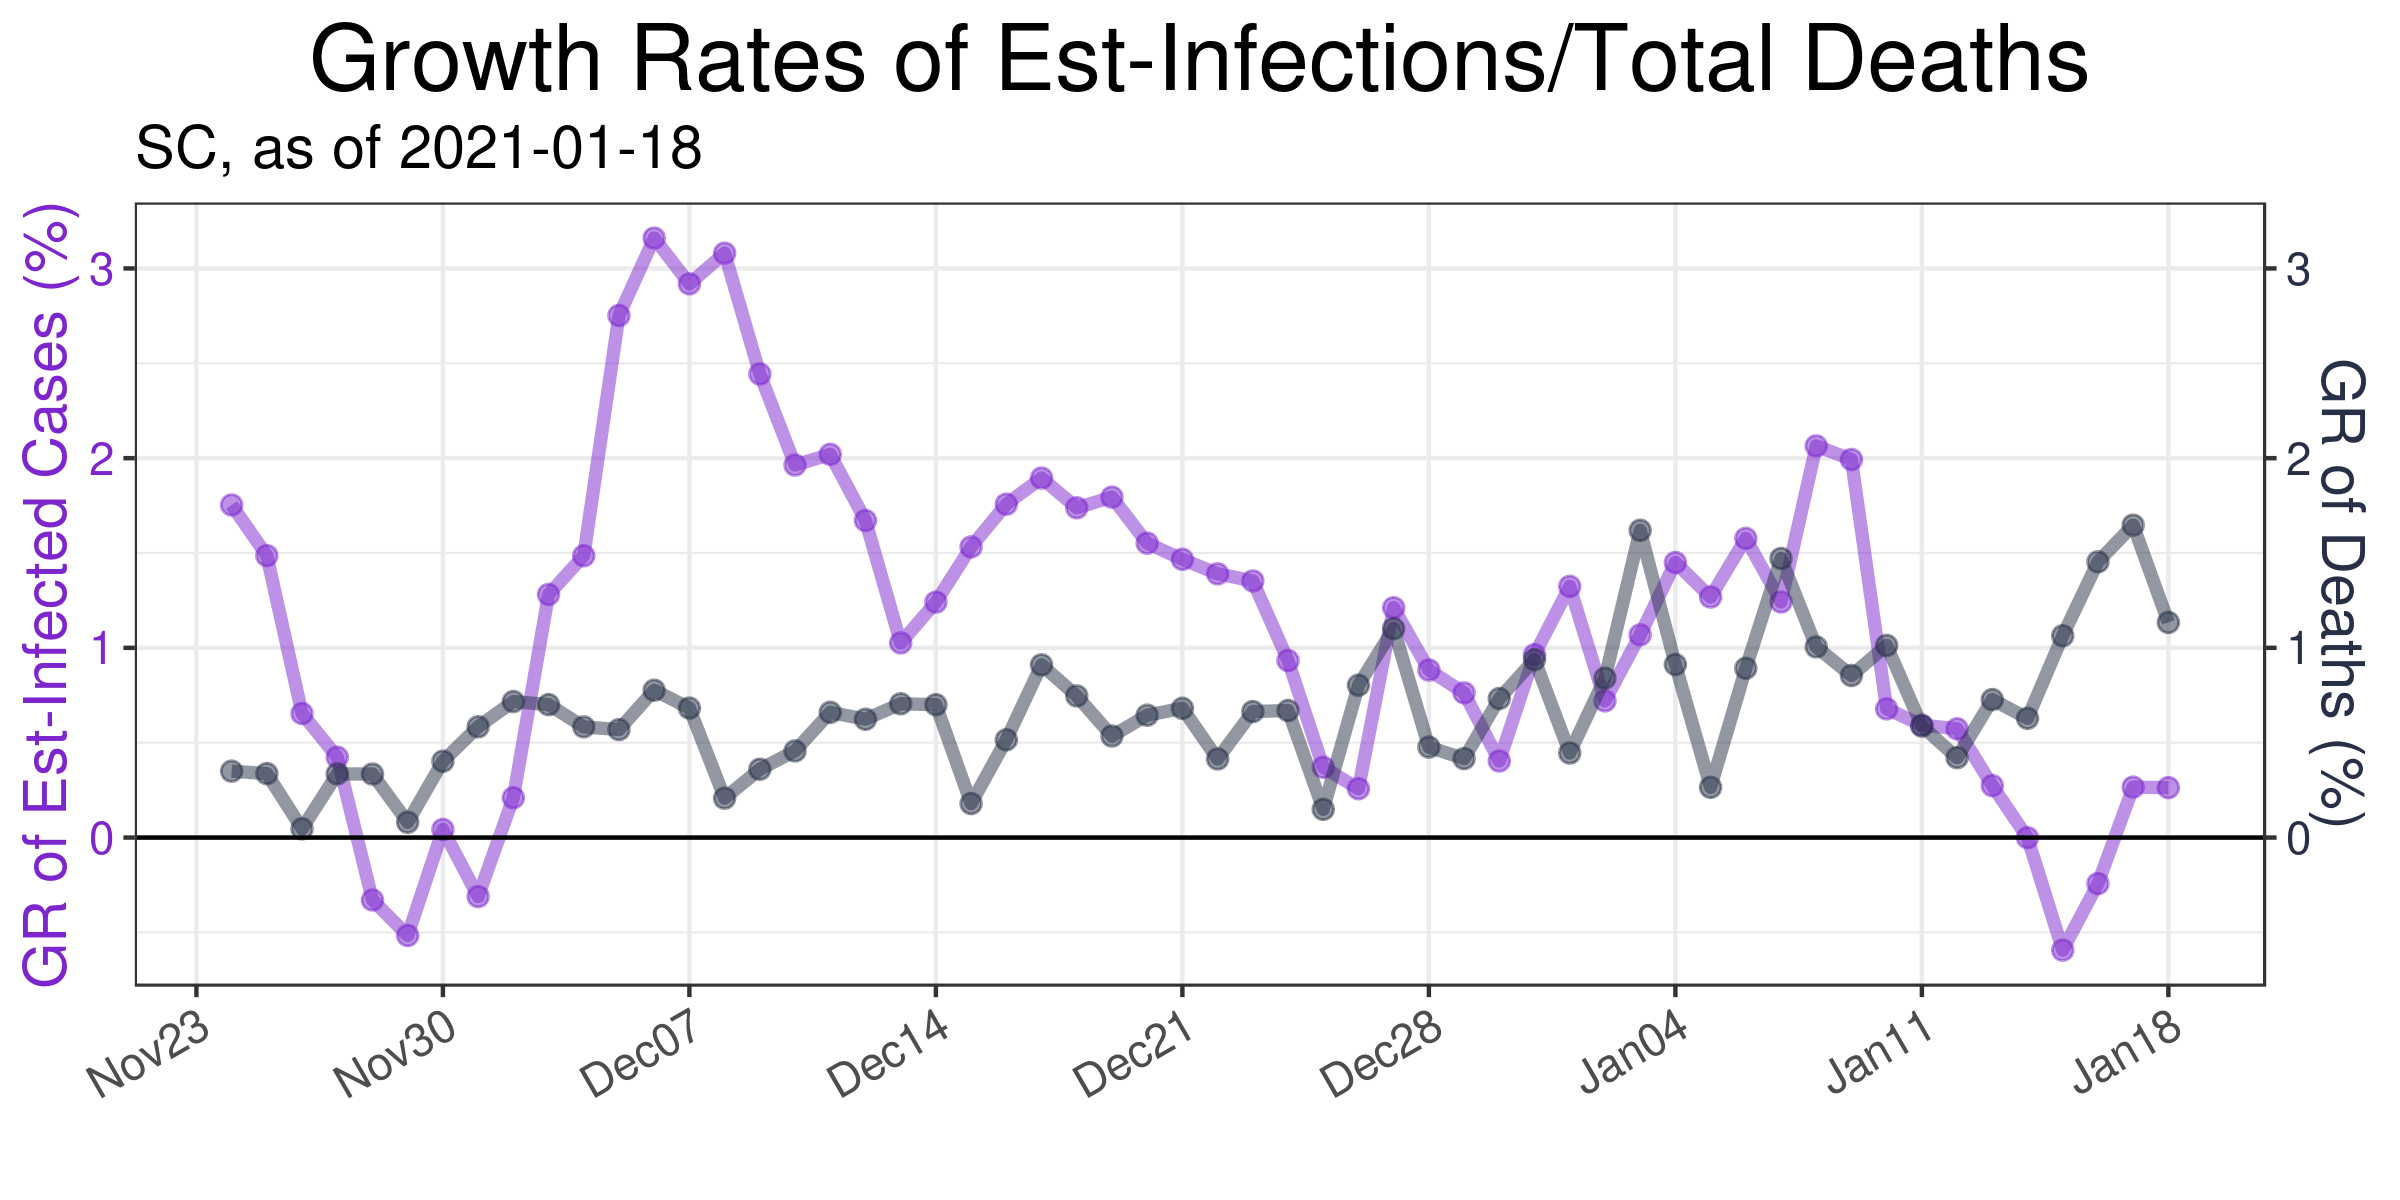 Growth Rates of Est-Infections/Total Deaths
SC, as of 2021-01-18
GR of Est-Infected Cases (%)
3
2
1
0
3
2
1
0
GR of Deaths (%)
Nov23
Nov30
Dec07
Dec14
Dec21
Dec28
Jan04
Jan11
Jan18